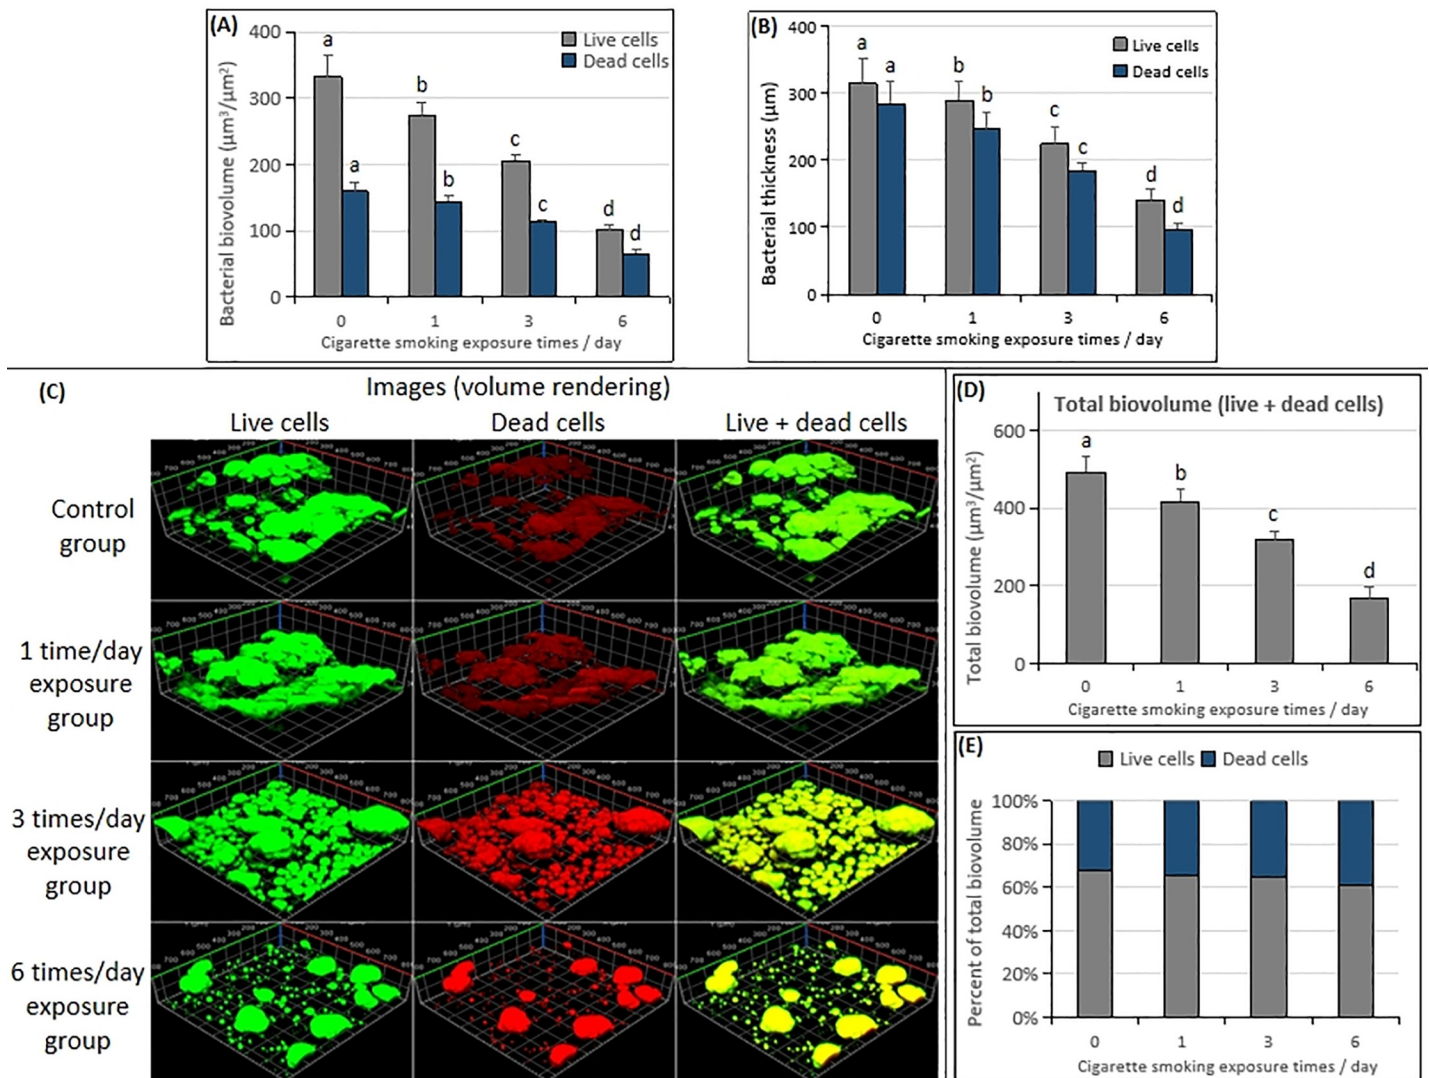 (A)
Bacterial biovolume (µm³/µm²)
400
300
200
100
0
Live cells
Dead cells
a
a
b
b
c
c
d
d
0 1 3 6
Cigarette smoking exposure times / day
(B)
Bacterial thickness (µm)
400
300
200
100
0
Live cells
Dead cells
a
a
b
b
c
c
d
d
0 1 3 6
Cigarette smoking exposure times / day
(C)
Images (volume rendering)
Live cells Dead cells Live + dead cells
Control
group
1 time/day
exposure
group
3 times/day
exposure
group
6 times/day
exposure
group
(D)
Total biovolume (live + dead cells)
Total biovolume (µm³/µm²)
600
400
200
0
a
b
c
d
0 1 3 6
Cigarette smoking exposure times / day
(E)
Live cells Dead cells
Percent of total biovolume
100%
80%
60%
40%
20%
0%
0 1 3 6
Cigarette smoking exposure times / day